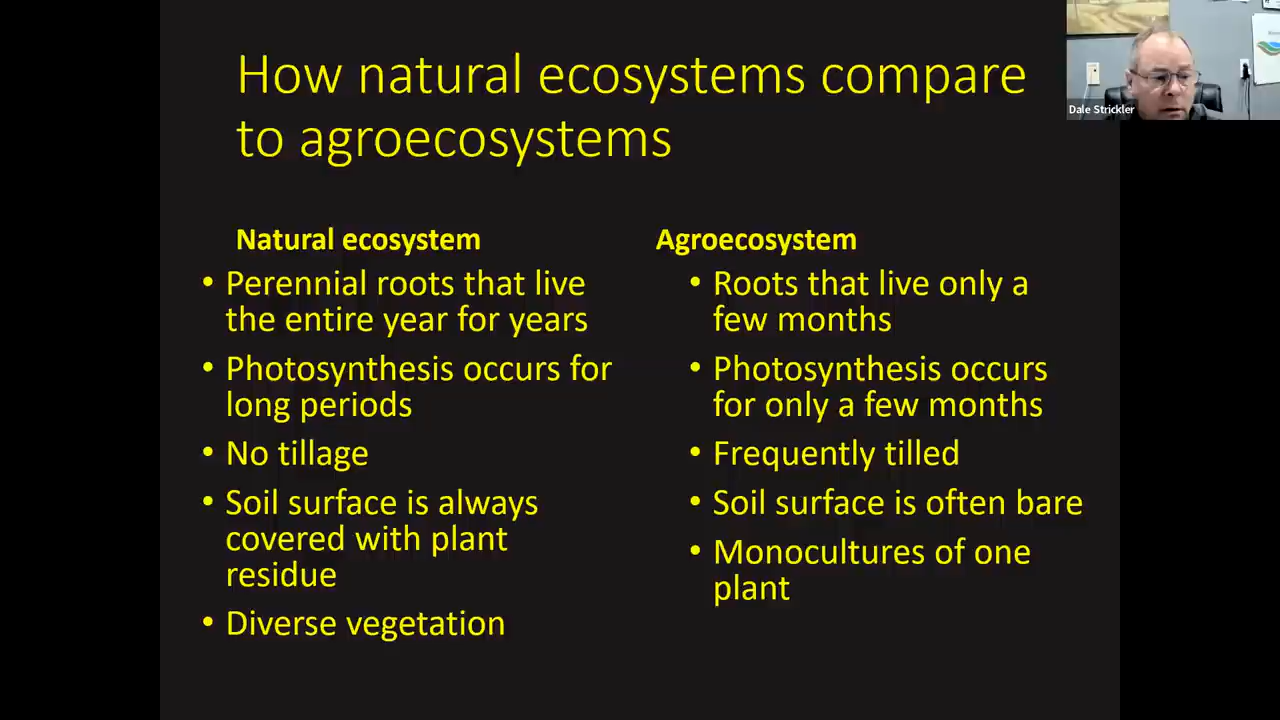 How natural ecosystems compare
to agroecosystems
Dale Strickler
Natural ecosystem
• Perennial roots that live
the entire year for years
• Photosynthesis occurs for
long periods
• No tillage
• Soil surface is always
covered with plant
residue
• Diverse vegetation
Agroecosystem
• Roots that live only a
few months
• Photosynthesis occurs
for only a few months
• Frequently tilled
• Soil surface is often bare
• Monocultures of one
plant